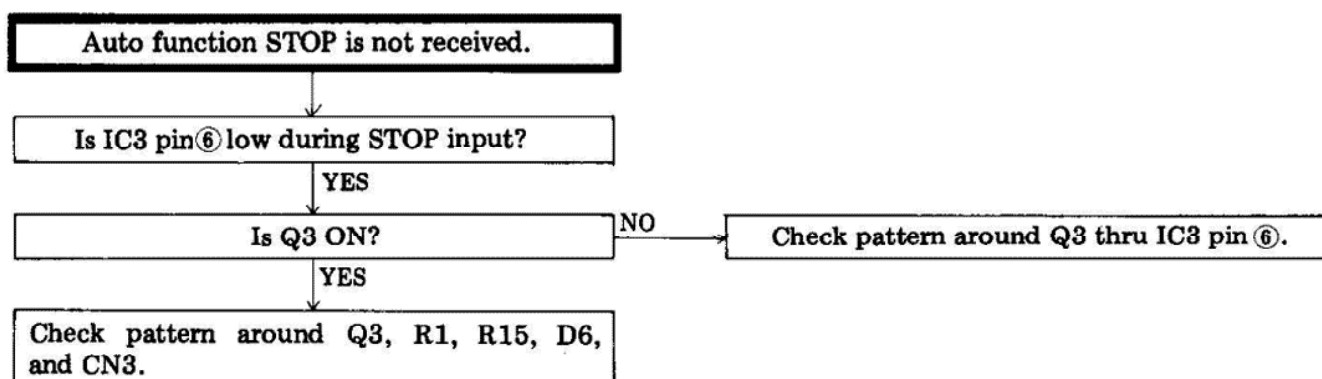 Auto function STOP is not received.
Is IC3 pin⑥ low during STOP input?
YES
Is Q3 ON?
NO
Check pattern around Q3 thru IC3 pin ⑥.
YES
Check pattern around Q3, R1, R15, D6,
and CN3.